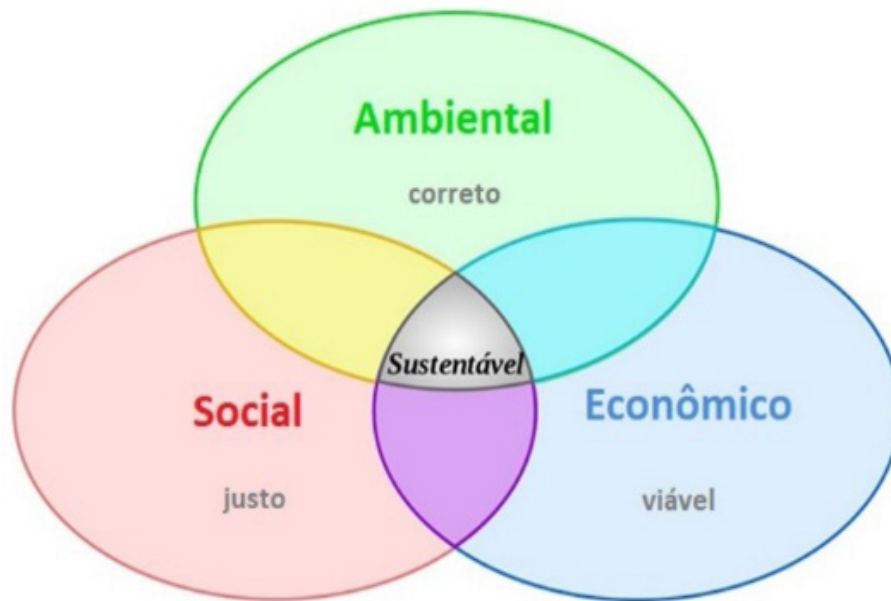 Ambiental
correto
Sustentável
Social
Econômico
justo
viável